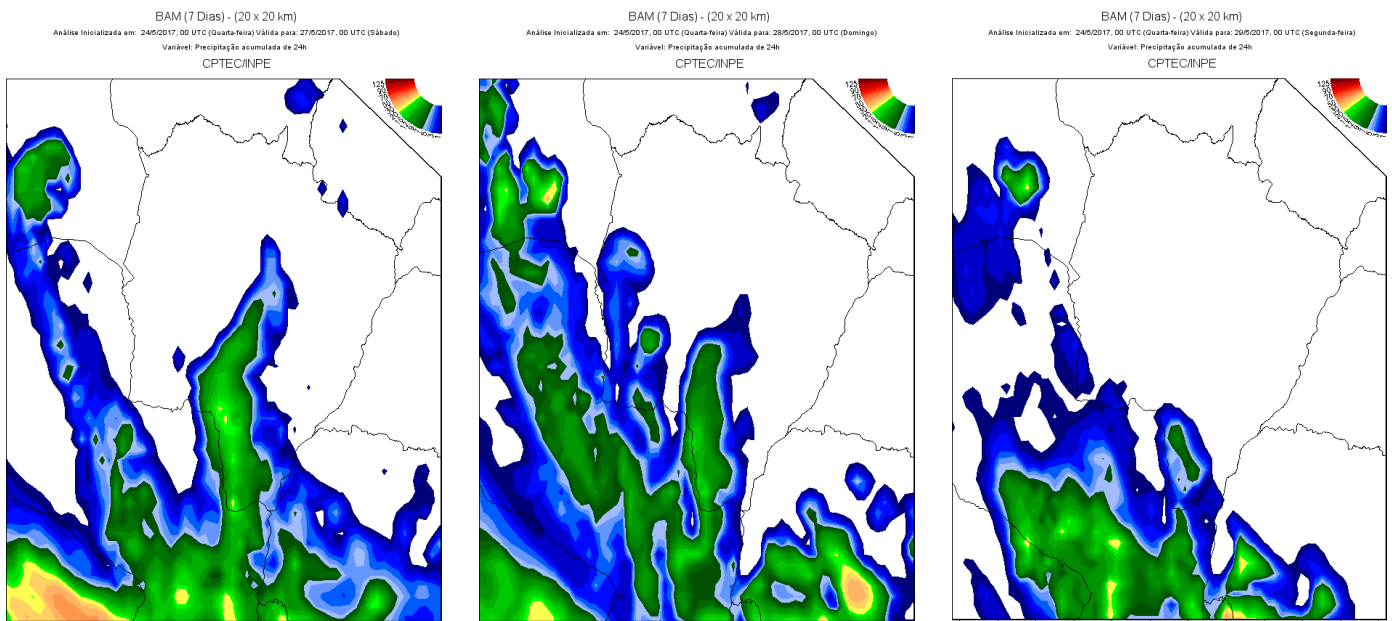 BAM (7 Dias) - (20 x 20 km)
Análise Inicializada em: 24/5/2017, 00 UTC (Quarta-feira) Válida para: 27/5/2017, 00 UTC (Sábado)
Variável: Precipitação acumulada de 24h
CPTEC/INPE
BAM (7 Dias) - (20 x 20 km)
Análise Inicializada em: 24/5/2017, 00 UTC (Quarta-feira) Válida para: 28/5/2017, 00 UTC (Domingo)
Variável: Precipitação acumulada de 24h
CPTEC/INPE
BAM (7 Dias) - (20 x 20 km)
Análise Inicializada em: 24/5/2017, 00 UTC (Quarta-feira) Válida para: 29/5/2017, 00 UTC (Segunda-feira)
Variável: Precipitação acumulada de 24h
CPTEC/INPE